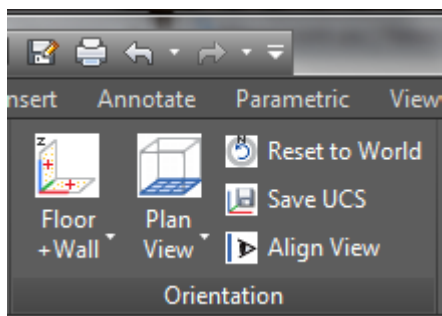 nsert Annotate Parametric View
Floor
+Wall
Plan
View
Reset to World
Save UCS
Align View
Orientation